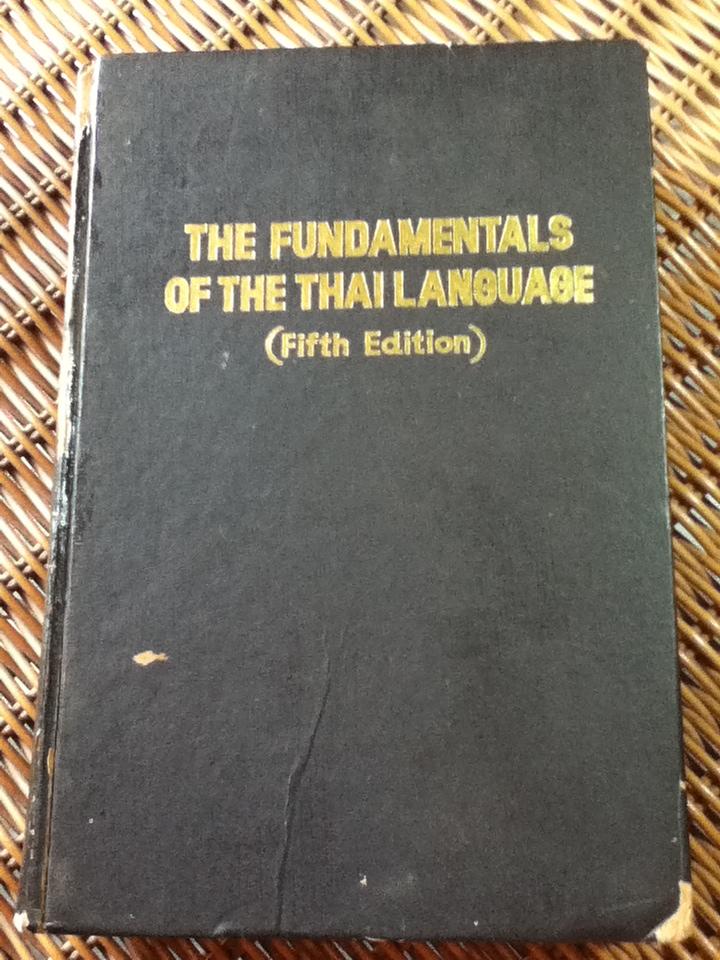 THE FUNDAMENTALS
OF THE THAI LANGUAGE
(Fifth Edition)